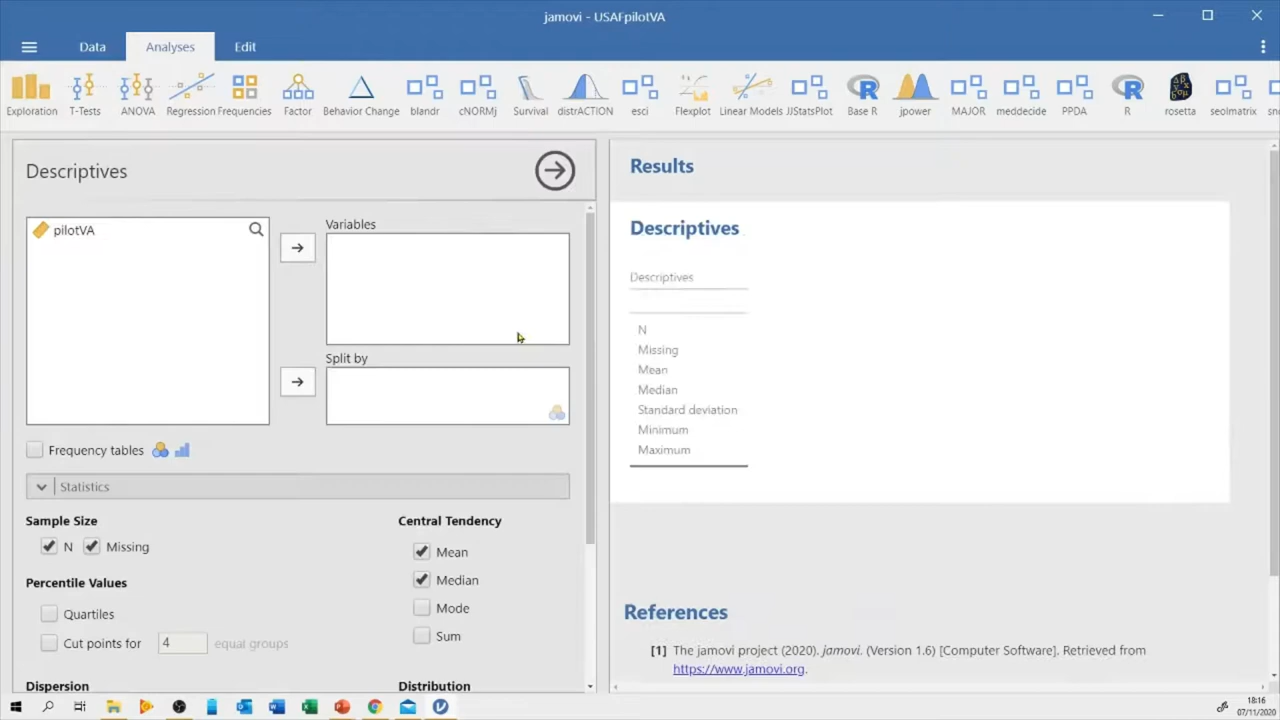 jamovi - USAFpilotVA
Data Analyses Edit
Exploration T-Tests ANOVA Regression Frequencies Factor Behavior Change blandr cNORMj Survival distrACTION esci Flexplot Linear Models JJStatsPlot Base R jpower MAJOR meddecide PPDA R rosetta seolmatrix
Descriptives
pilotVA
Variables
Split by
Frequency tables
Statistics
Sample Size
N Missing
Percentile Values
Quartiles
Cut points for 4 equal groups
Dispersion
Central Tendency
Mean
Median
Mode
Sum
Distribution
Results
Descriptives
Descriptives
N
Missing
Mean
Median
Standard deviation
Minimum
Maximum
References
[1] The jamovi project (2020). jamovi. (Version 1.6) [Computer Software]. Retrieved from
https://www.jamovi.org.
18:16
07/11/2020